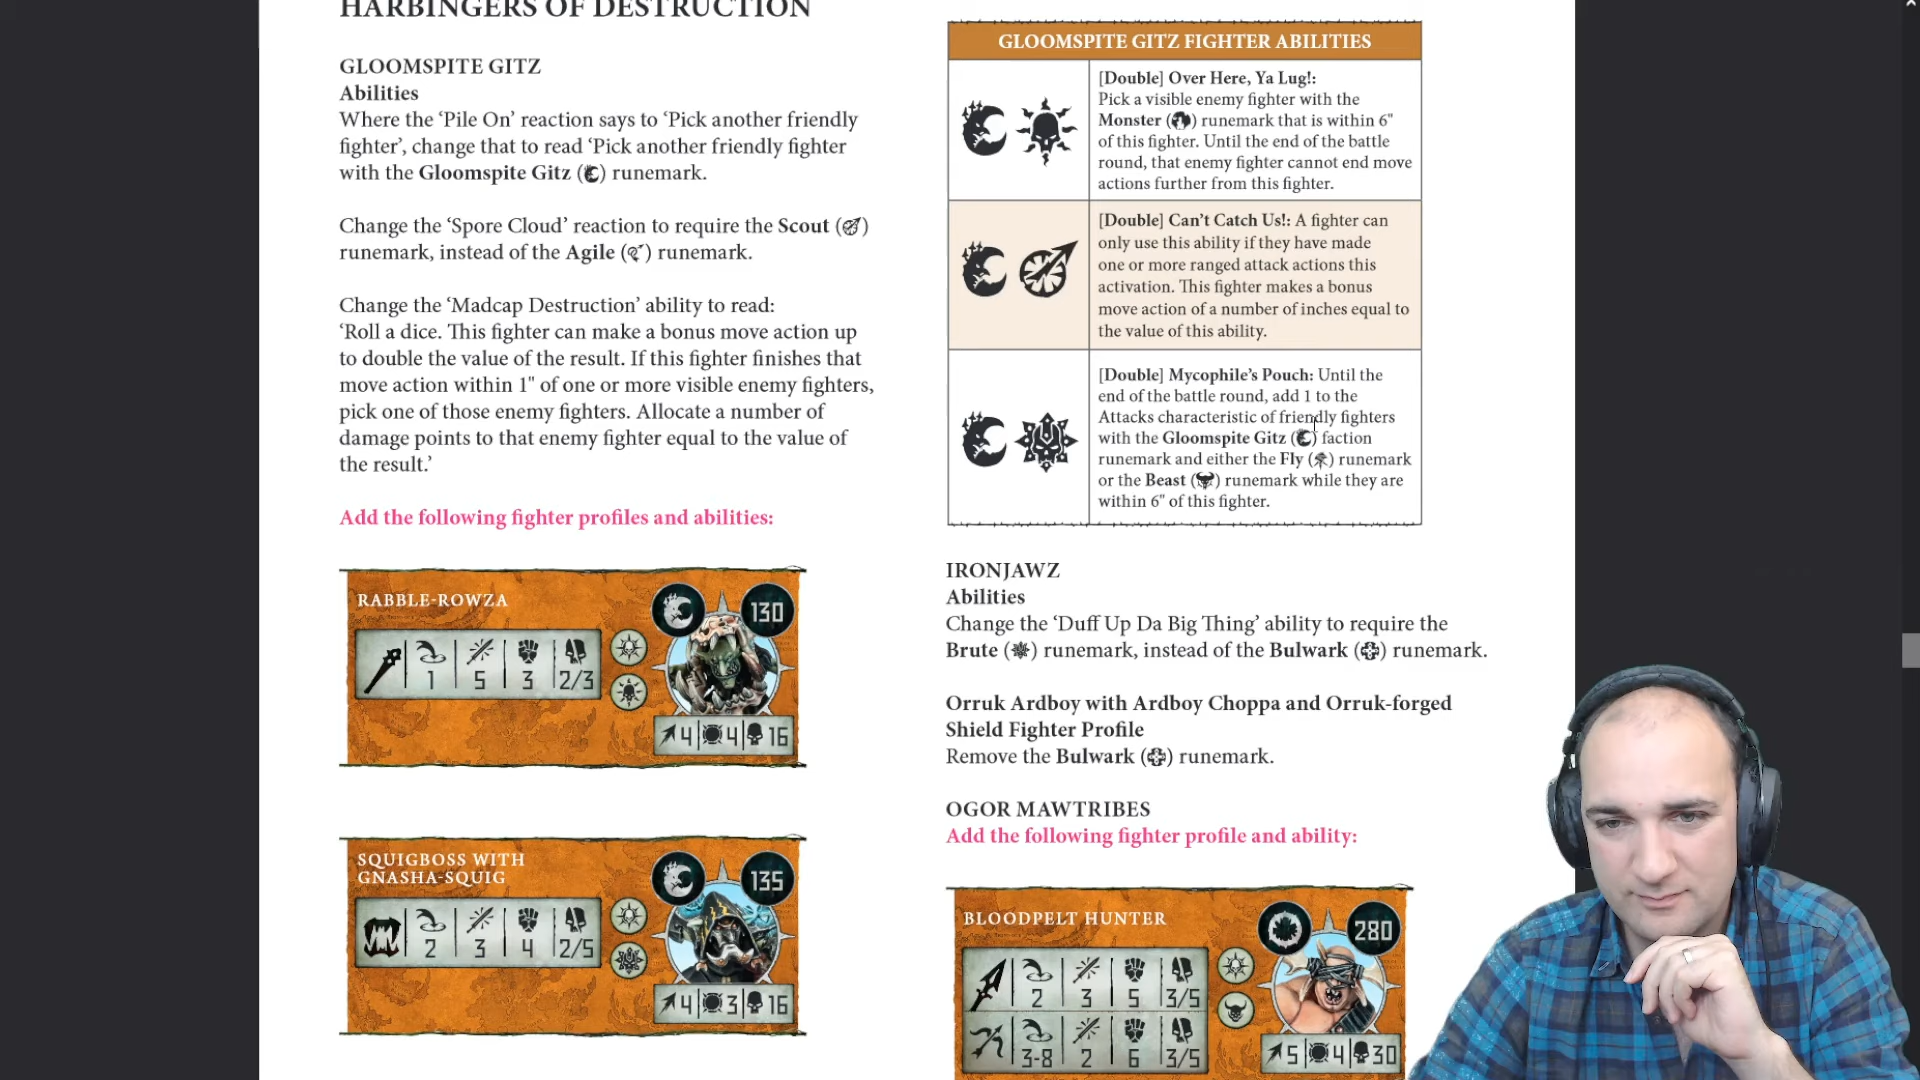 HARBINGERS OF DESTRUCTION
GLOOMSPITE GITZ
Abilities
Where the ‘Pile On’ reaction says to ‘Pick another friendly
fighter’, change that to read ‘Pick another friendly fighter
with the Gloomspite Gitz () runemark.
Change the ‘Spore Cloud’ reaction to require the Scout ()
runemark, instead of the Agile () runemark.
Change the ‘Madcap Destruction’ ability to read:
‘Roll a dice. This fighter can make a bonus move action up
to double the value of the result. If this fighter finishes that
move action within 1" of one or more visible enemy fighters,
pick one of those enemy fighters. Allocate a number of
damage points to that enemy fighter equal to the value of
the result.’
Add the following fighter profiles and abilities:
RABBLE-ROWZA
130
1 5 3 2/3
4 4 16
SQUIGBOSS WITH
GNASHA-SQUIG
135
2 3 4 2/5
4 3 16
GLOOMSPITE GITZ FIGHTER ABILITIES
[Double] Over Here, Ya Lug!:
Pick a visible enemy fighter with the
Monster () runemark that is within 6"
of this fighter. Until the end of the battle
round, that enemy fighter cannot end move
actions further from this fighter.
[Double] Can’t Catch Us!: A fighter can
only use this ability if they have made
one or more ranged attack actions this
activation. This fighter makes a bonus
move action of a number of inches equal to
the value of this ability.
[Double] Mycophile’s Pouch: Until the
end of the battle round, add 1 to the
Attacks characteristic of friendly fighters
with the Gloomspite Gitz () faction
runemark and either the Fly () runemark
or the Beast () runemark while they are
within 6" of this fighter.
IRONJAWZ
Abilities
Change the ‘Duff Up Da Big Thing’ ability to require the
Brute () runemark, instead of the Bulwark () runemark.
Orruk Ardboy with Ardboy Choppa and Orruk-forged
Shield Fighter Profile
Remove the Bulwark () runemark.
OGOR MAWTRIBES
Add the following fighter profile and ability:
BLOODPELT HUNTER
280
2 3 5 3/5
3-8 2 6 3/5
5 4 30